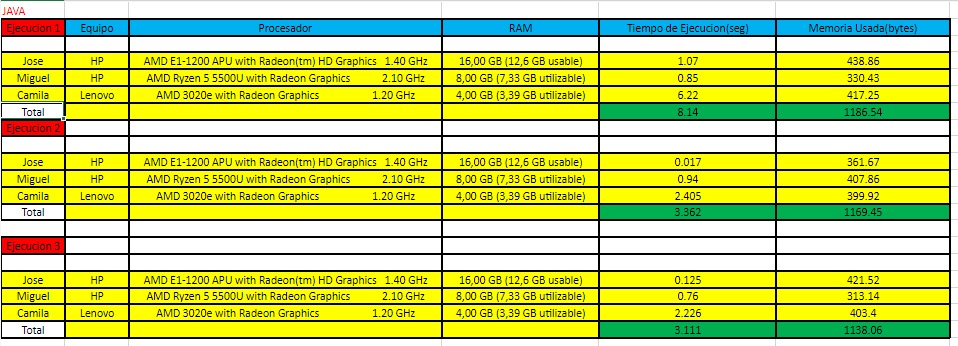 JAVA
Ejecucion 1 Equipo Procesador RAM Tiempo de Ejecucion(seg) Memoria Usada(bytes)
Jose HP AMD E1-1200 APU with Radeon(tm) HD Graphics 1.40 GHz 16,00 GB (12,6 GB usable) 1.07 438.86
Miguel HP AMD Ryzen 5 5500U with Radeon Graphics 2.10 GHz 8,00 GB (7,33 GB utilizable) 0.85 330.43
Camila Lenovo AMD 3020e with Radeon Graphics 1.20 GHz 4,00 GB (3,39 GB utilizable) 6.22 417.25
Total 8.14 1186.54
Ejecucion 2
Jose HP AMD E1-1200 APU with Radeon(tm) HD Graphics 1.40 GHz 16,00 GB (12,6 GB usable) 0.017 361.67
Miguel HP AMD Ryzen 5 5500U with Radeon Graphics 2.10 GHz 8,00 GB (7,33 GB utilizable) 0.94 407.86
Camila Lenovo AMD 3020e with Radeon Graphics 1.20 GHz 4,00 GB (3,39 GB utilizable) 2.405 399.92
Total 3.362 1169.45
Ejecucion 3
Jose HP AMD E1-1200 APU with Radeon(tm) HD Graphics 1.40 GHz 16,00 GB (12,6 GB usable) 0.125 421.52
Miguel HP AMD Ryzen 5 5500U with Radeon Graphics 2.10 GHz 8,00 GB (7,33 GB utilizable) 0.76 313.14
Camila Lenovo AMD 3020e with Radeon Graphics 1.20 GHz 4,00 GB (3,39 GB utilizable) 2.226 403.4
Total 3.111 1138.06